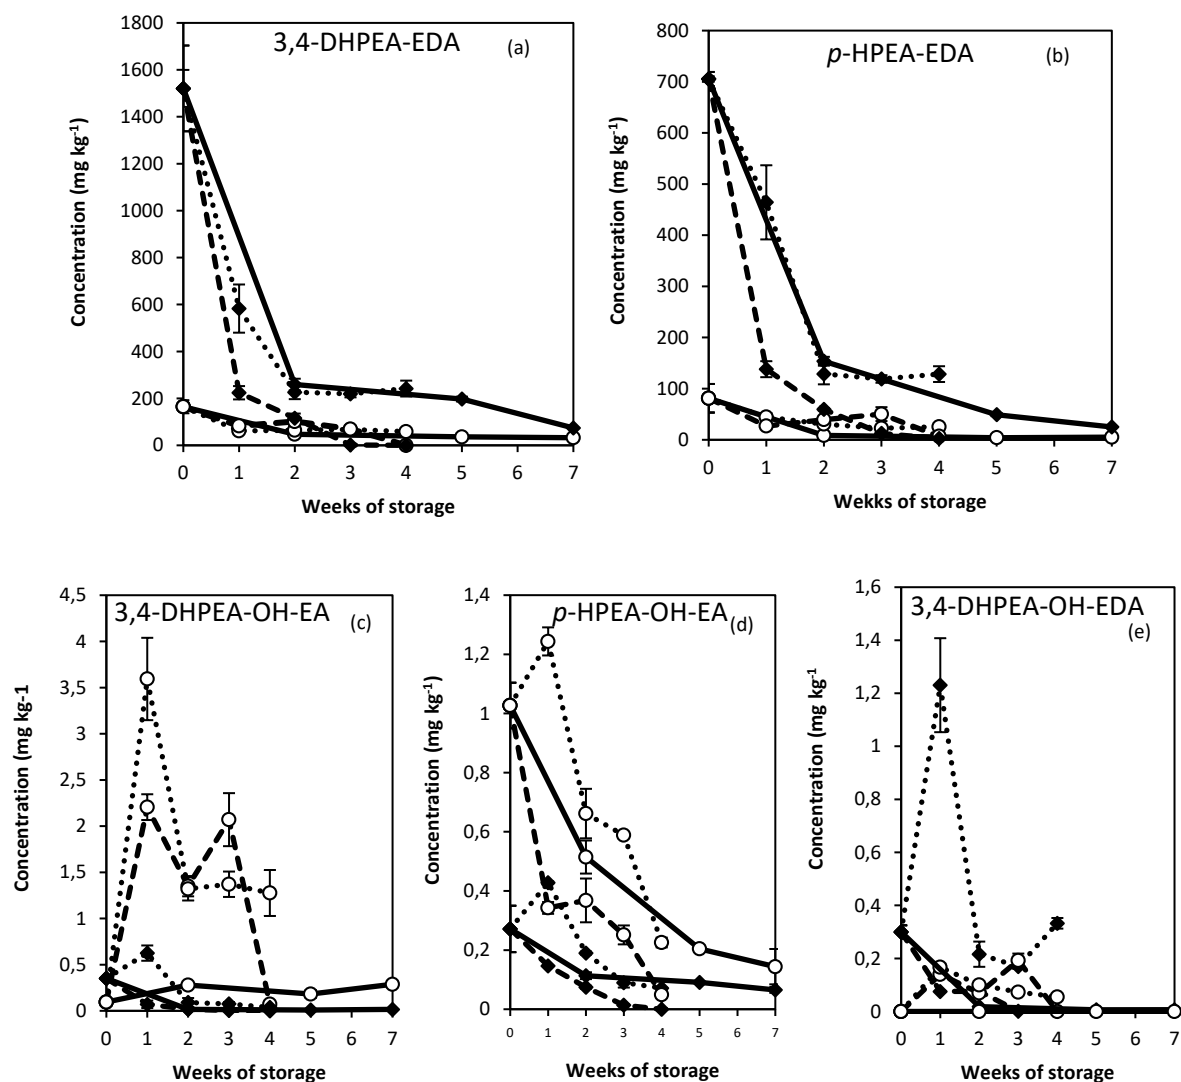 3,4-DHPEA-EDA
(a)
Concentration (mg kg-1)
1800
1600
1400
1200
1000
800
600
400
200
0
0 1 2 3 4 5 6 7
Weeks of storage
p-HPEA-EDA
(b)
Concentration (mg kg-1)
800
700
600
500
400
300
200
100
0
0 1 2 3 4 5 6 7
Wekks of storage
3,4-DHPEA-OH-EA
(c)
Concentration (mg kg-1
4,5
4
3,5
3
2,5
2
1,5
1
0,5
0
0 1 2 3 4 5 6 7
Weeks of storage
p-HPEA-OH-EA
(d)
Concentration (mg kg-1)
1,4
1,2
1
0,8
0,6
0,4
0,2
0
0 1 2 3 4 5 6 7
Weeks of storage
3,4-DHPEA-OH-EDA
(e)
Concentration (mg kg-1
1,6
1,4
1,2
1
0,8
0,6
0,4
0,2
0
0 1 2 3 4 5 6 7
Weeks of storage